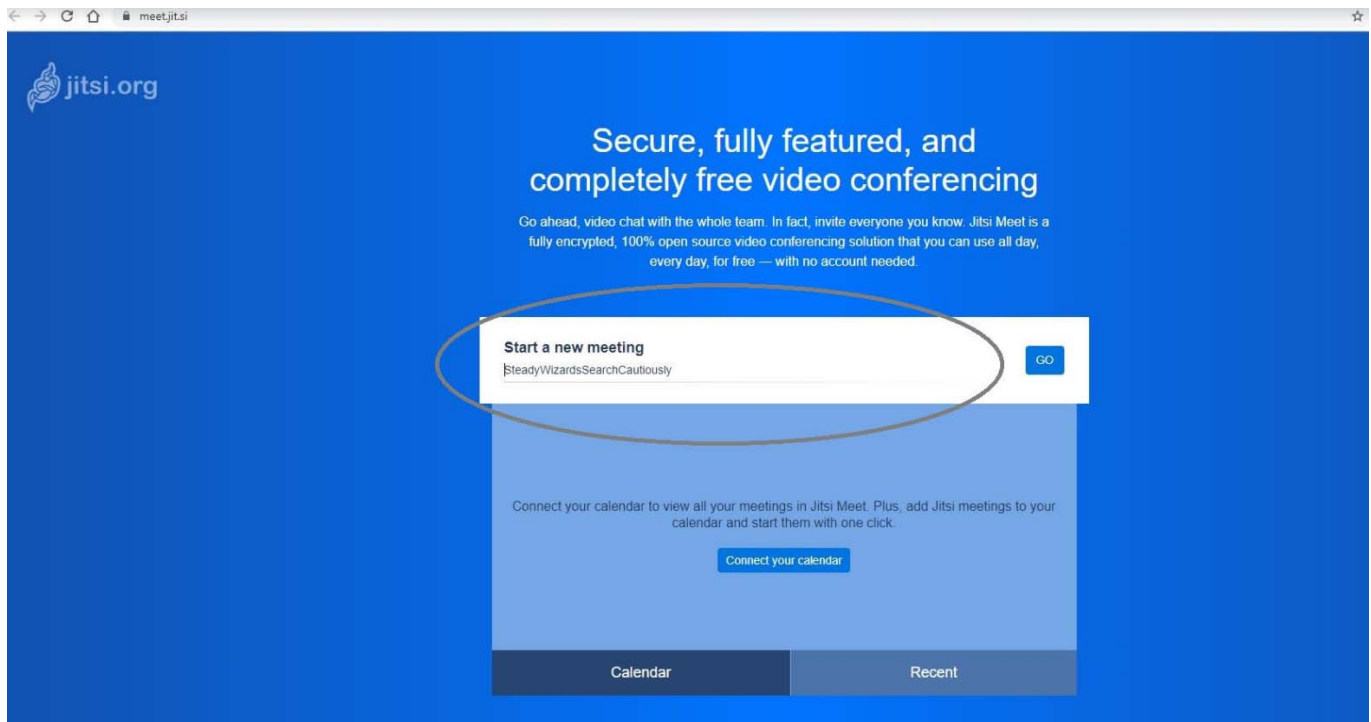 meet.jit.si
jitsi.org
Secure, fully featured, and
completely free video conferencing
Go ahead, video chat with the whole team. In fact, invite everyone you know. Jitsi Meet is a
fully encrypted, 100% open source video conferencing solution that you can use all day,
every day, for free — with no account needed.
Start a new meeting
SteadyWizardsSearchCautiously
GO
Connect your calendar to view all your meetings in Jitsi Meet. Plus, add Jitsi meetings to your
calendar and start them with one click.
Connect your calendar
Calendar
Recent